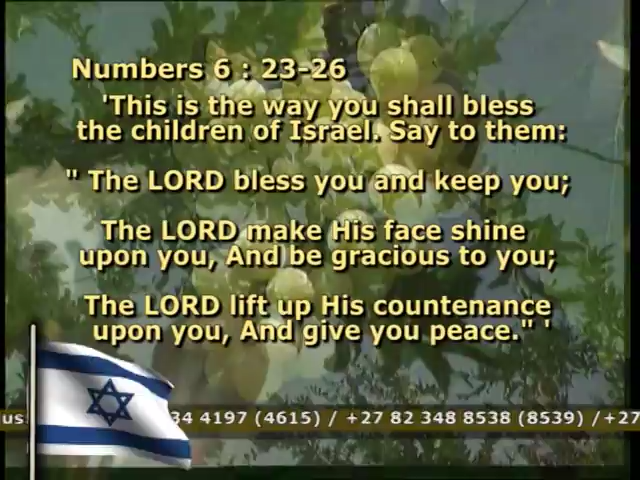 Numbers 6 : 23-26
'This is the way you shall bless
the children of Israel. Say to them:
" The LORD bless you and keep you;
The LORD make His face shine
upon you, And be gracious to you;
The LORD lift up His countenance
upon you, And give you peace." '
us: 34 4197 (4615) / +27 82 348 8538 (8539) / +27